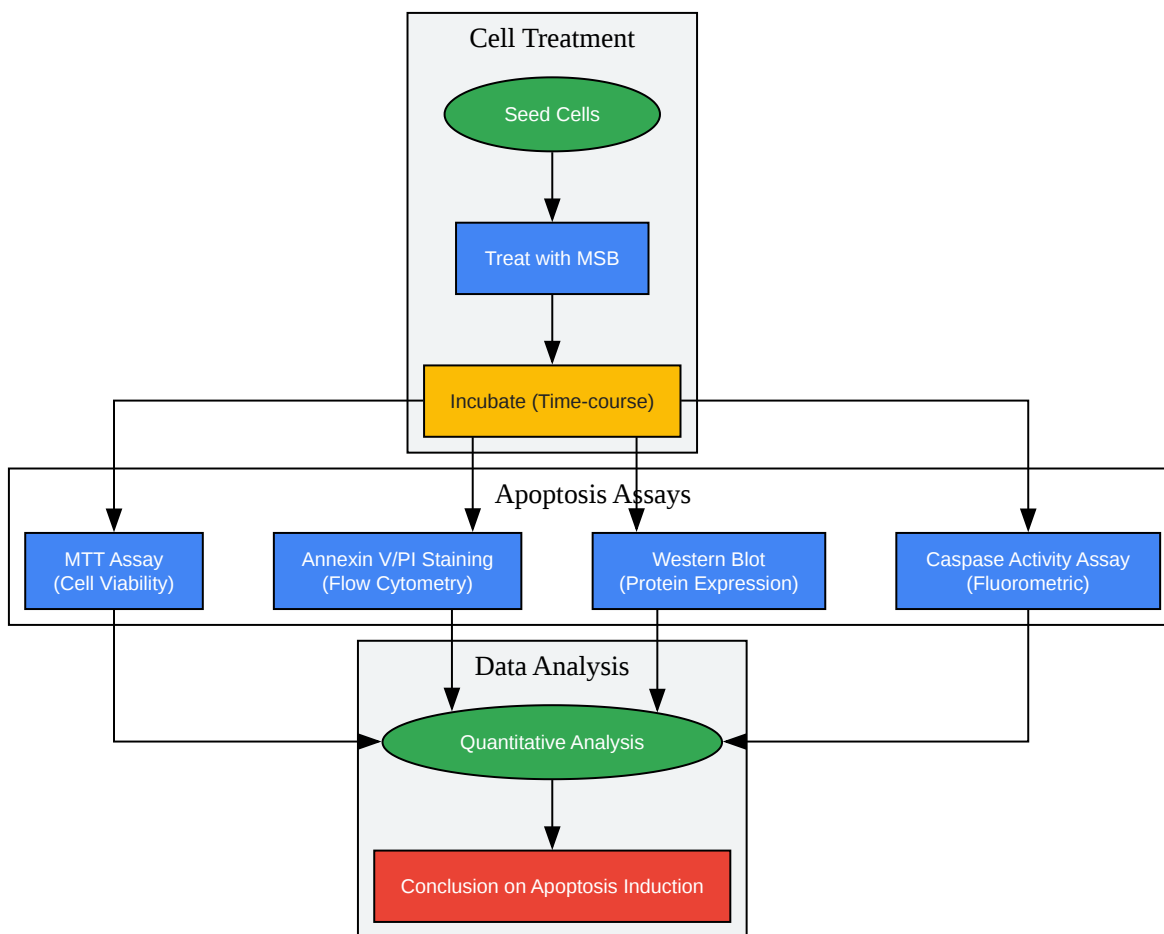 Cell Treatment
Seed Cells
Treat with MSB
Incubate (Time-course)
Apoptosis Assays
MTT Assay
(Cell Viability)
Annexin V/PI Staining
(Flow Cytometry)
Western Blot
(Protein Expression)
Caspase Activity Assay
(Fluorometric)
Data Analysis
Quantitative Analysis
Conclusion on Apoptosis Induction